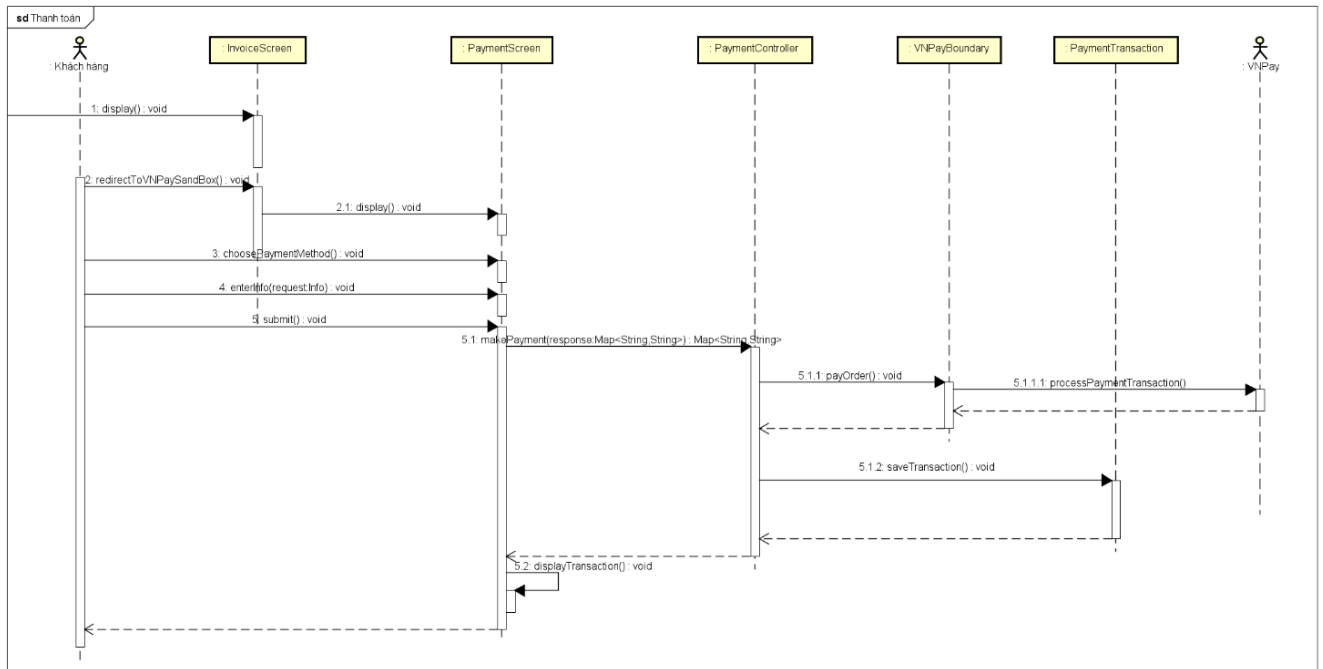 sd Thanh toán
: Khách hàng
: InvoiceScreen
: PaymentScreen
: PaymentController
: VNPayBoundary
: PaymentTransaction
: VNPay
1: display() : void
2: redirectToVNPaySandBox() : void
2.1: display() : void
3: choosePaymentMethod() : void
4: enterInfo(request:Info) : void
5: submit() : void
5.1: makePayment(response:Map<String,String>) : Map<String,String>
5.1.1: payOrder() : void
5.1.1.1: processPaymentTransaction()
5.1.2: saveTransaction() : void
5.2: displayTransaction() : void